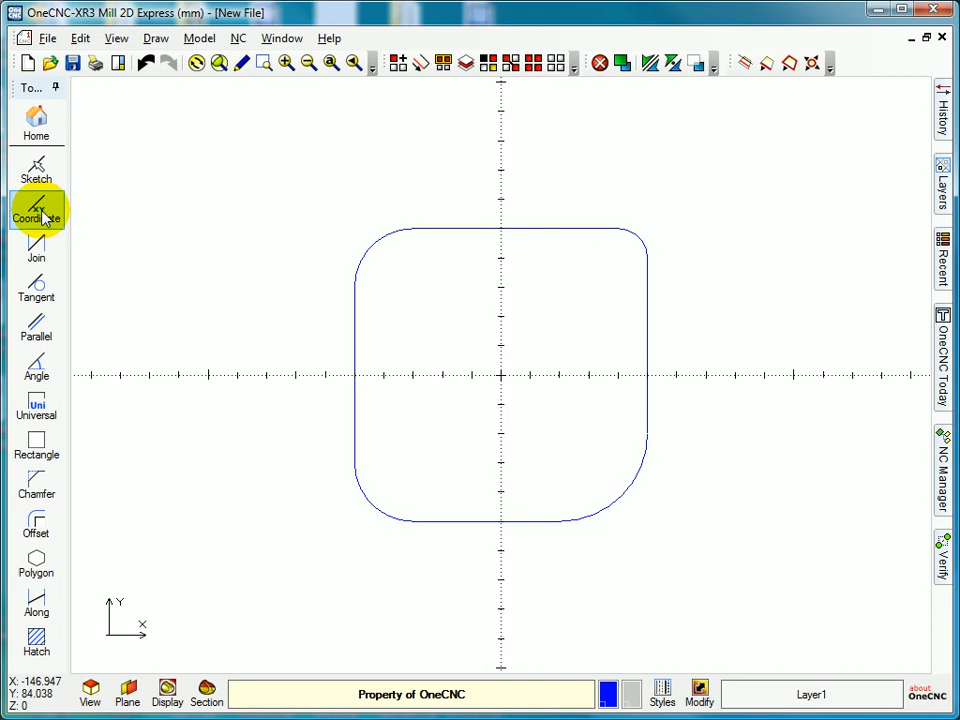 OneCNC-XR3 Mill 2D Express (mm) - [New File]
File Edit View Draw Model NC Window Help
To...
Home
Sketch
XY
Coordinate
Join
Tangent
Parallel
Angle
Uni
Universal
Rectangle
Chamfer
Offset
Polygon
Along
Hatch
History
Layers
Recent
OneCNC Today
NC Manager
Verify
Y
X
X: -146.947
Y: 84.038
Z: 0
View
Plane
Display
Section
Property of OneCNC
Styles
Modify
Layer1
about
OneCNC